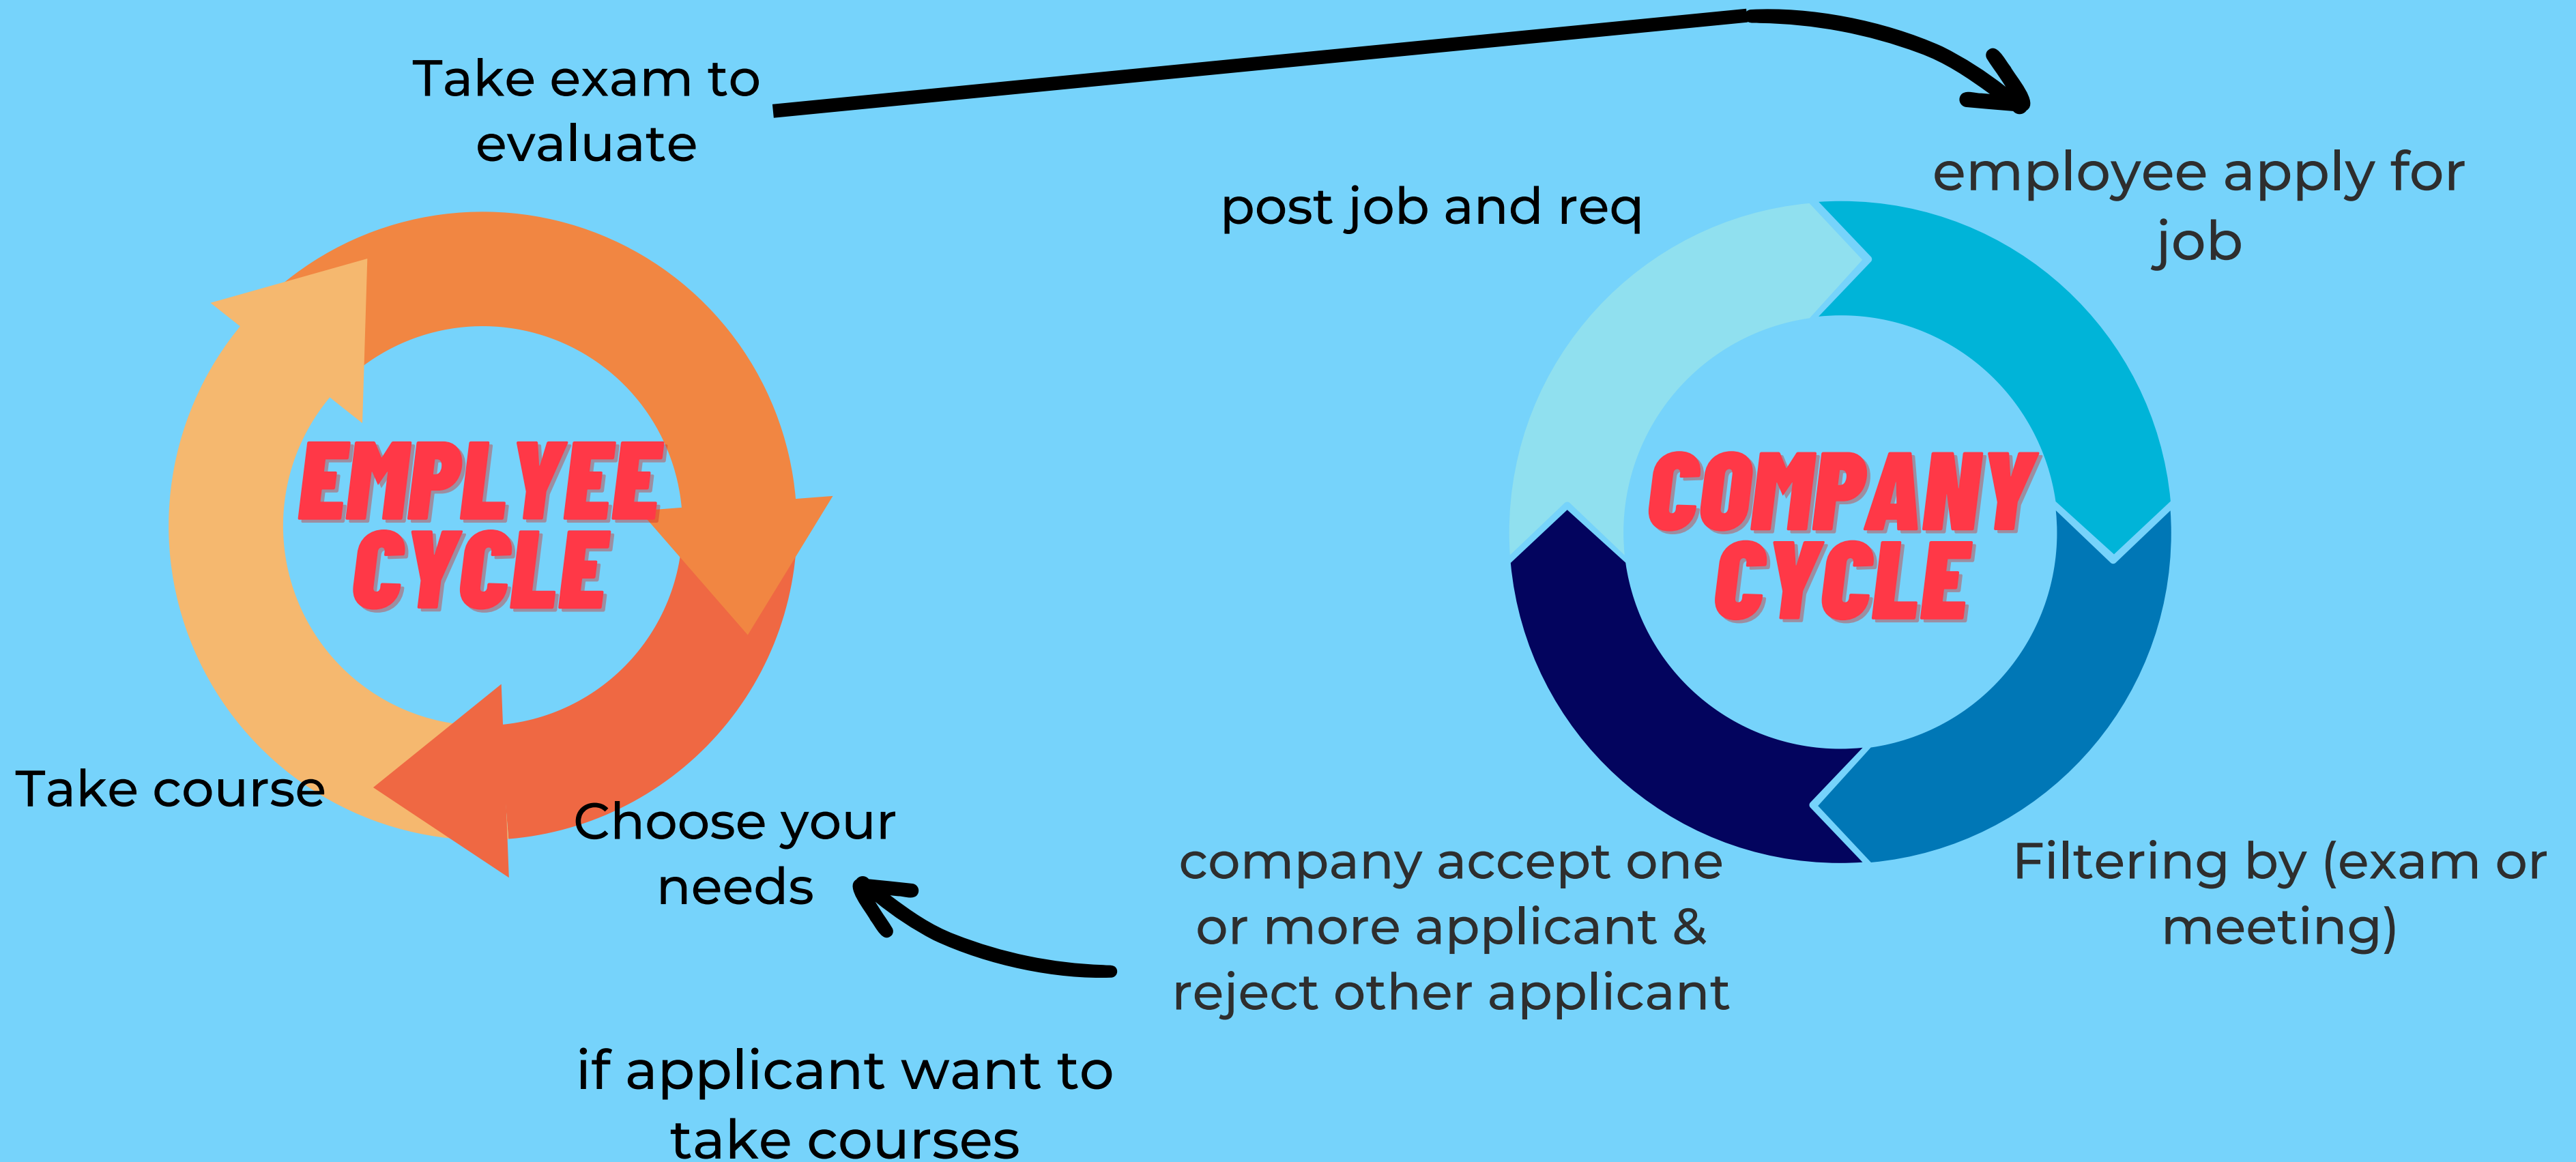 Take exam to
evaluate
EMPLYEE
CYCLE
Take course
Choose your
needs
if applicant want to
take courses
post job and req
employee apply for
job
COMPANY
CYCLE
company accept one
or more applicant &
reject other applicant
Filtering by (exam or
meeting)